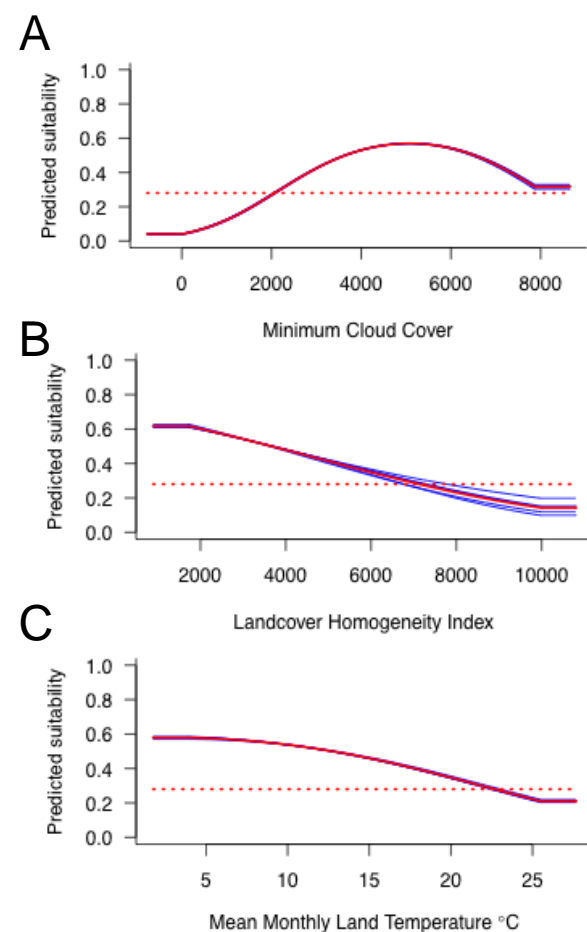 A
Predicted suitability
1.0
0.8
0.6
0.4
0.2
0.0
0 2000 4000 6000 8000
Minimum Cloud Cover
B
Predicted suitability
1.0
0.8
0.6
0.4
0.2
0.0
2000 4000 6000 8000 10000
Landcover Homogeneity Index
C
Predicted suitability
1.0
0.8
0.6
0.4
0.2
0.0
5 10 15 20 25
Mean Monthly Land Temperature °C